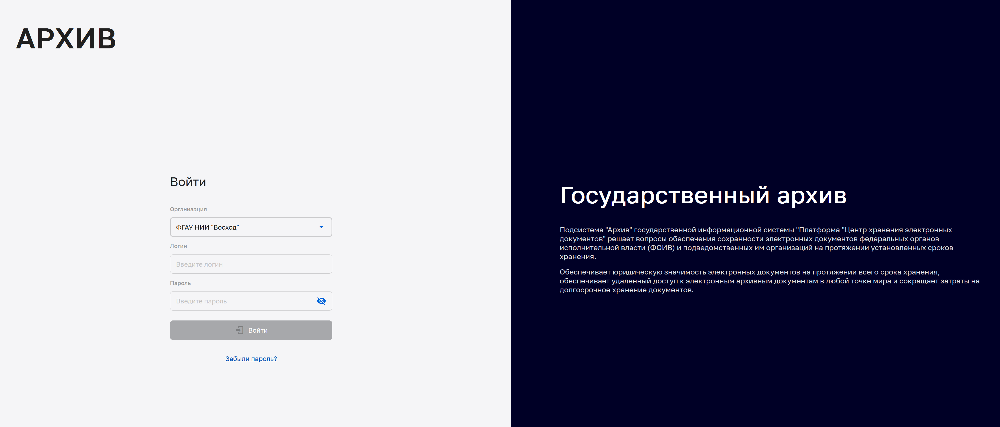 АРХИВ
Войти
Организация
ФГАУ НИИ "Восход"
Логин
Введите логин
Пароль
Введите пароль
Войти
Забыли пароль?
Государственный архив
Подсистема "Архив" государственной информационной системы "Платформа "Центр хранения электронных
документов" решает вопросы обеспечения сохранности электронных документов федеральных органов
исполнительной власти (ФОИВ) и подведомственных им организаций на протяжении установленных сроков
хранения.
Обеспечивает юридическую значимость электронных документов на протяжении всего срока хранения,
обеспечивает удаленный доступ к электронным архивным документам в любой точке мира и сокращает затраты на
долгосрочное хранение документов.